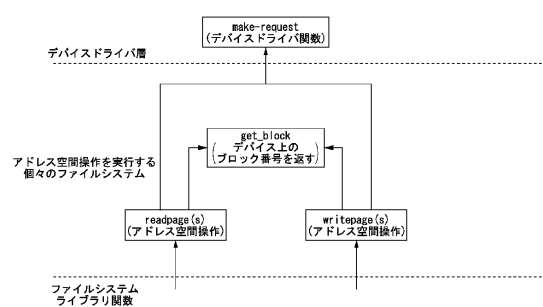 make-request
(デバイスドライバ関数)
デバイスドライバ層
get_block
(デバイス上の
ブロック番号を返す)
アドレス空間操作を実行する
個々のファイルシステム
readpage(s)
(アドレス空間操作)
writepage(s)
(アドレス空間操作)
ファイルシステム
ライブラリ関数